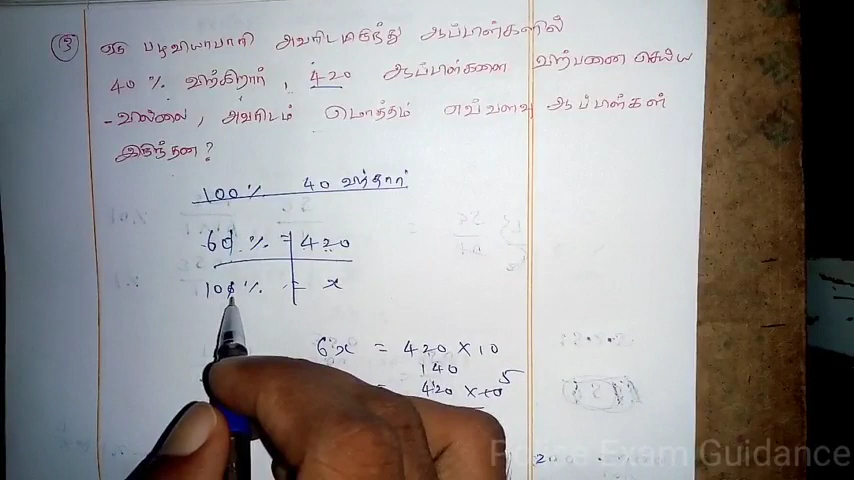 ③ ஒரு பழவியாபாரி அவரிடமிருந்து ஆப்பிள்களில்
40 % விற்கிறார் , 420 ஆப்பிள்களை விற்பனை செய்ய
-வில்லை , அவரிடம் மொத்தம் எவ்வளவு ஆப்பிள்கள்
இருந்தன ?
100 % 40 விற்தார்
60 % = 420
100 % = x
6x = 420 X 10
140
= 420 X 10 5
Police Exam Guidance